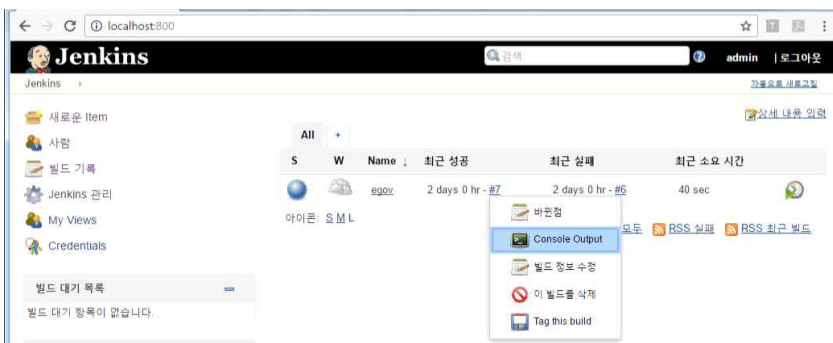 localhost:800
Jenkins
검색
admin | 로그아웃
Jenkins
자동으로 새로고침
새로운 Item
사람
빌드 기록
Jenkins 관리
My Views
Credentials
빌드 대기 목록
빌드 대기 항목이 없습니다.
상세 내용 입력
All +
S W Name ↓ 최근 성공 최근 실패 최근 소요 시간
egov 2 days 0 hr - #7 2 days 0 hr - #6 40 sec
아이콘: S M L
모두 RSS 실패 RSS 최근 빌드
바뀐점
Console Output
빌드 정보 수정
이 빌드를 삭제
Tag this build